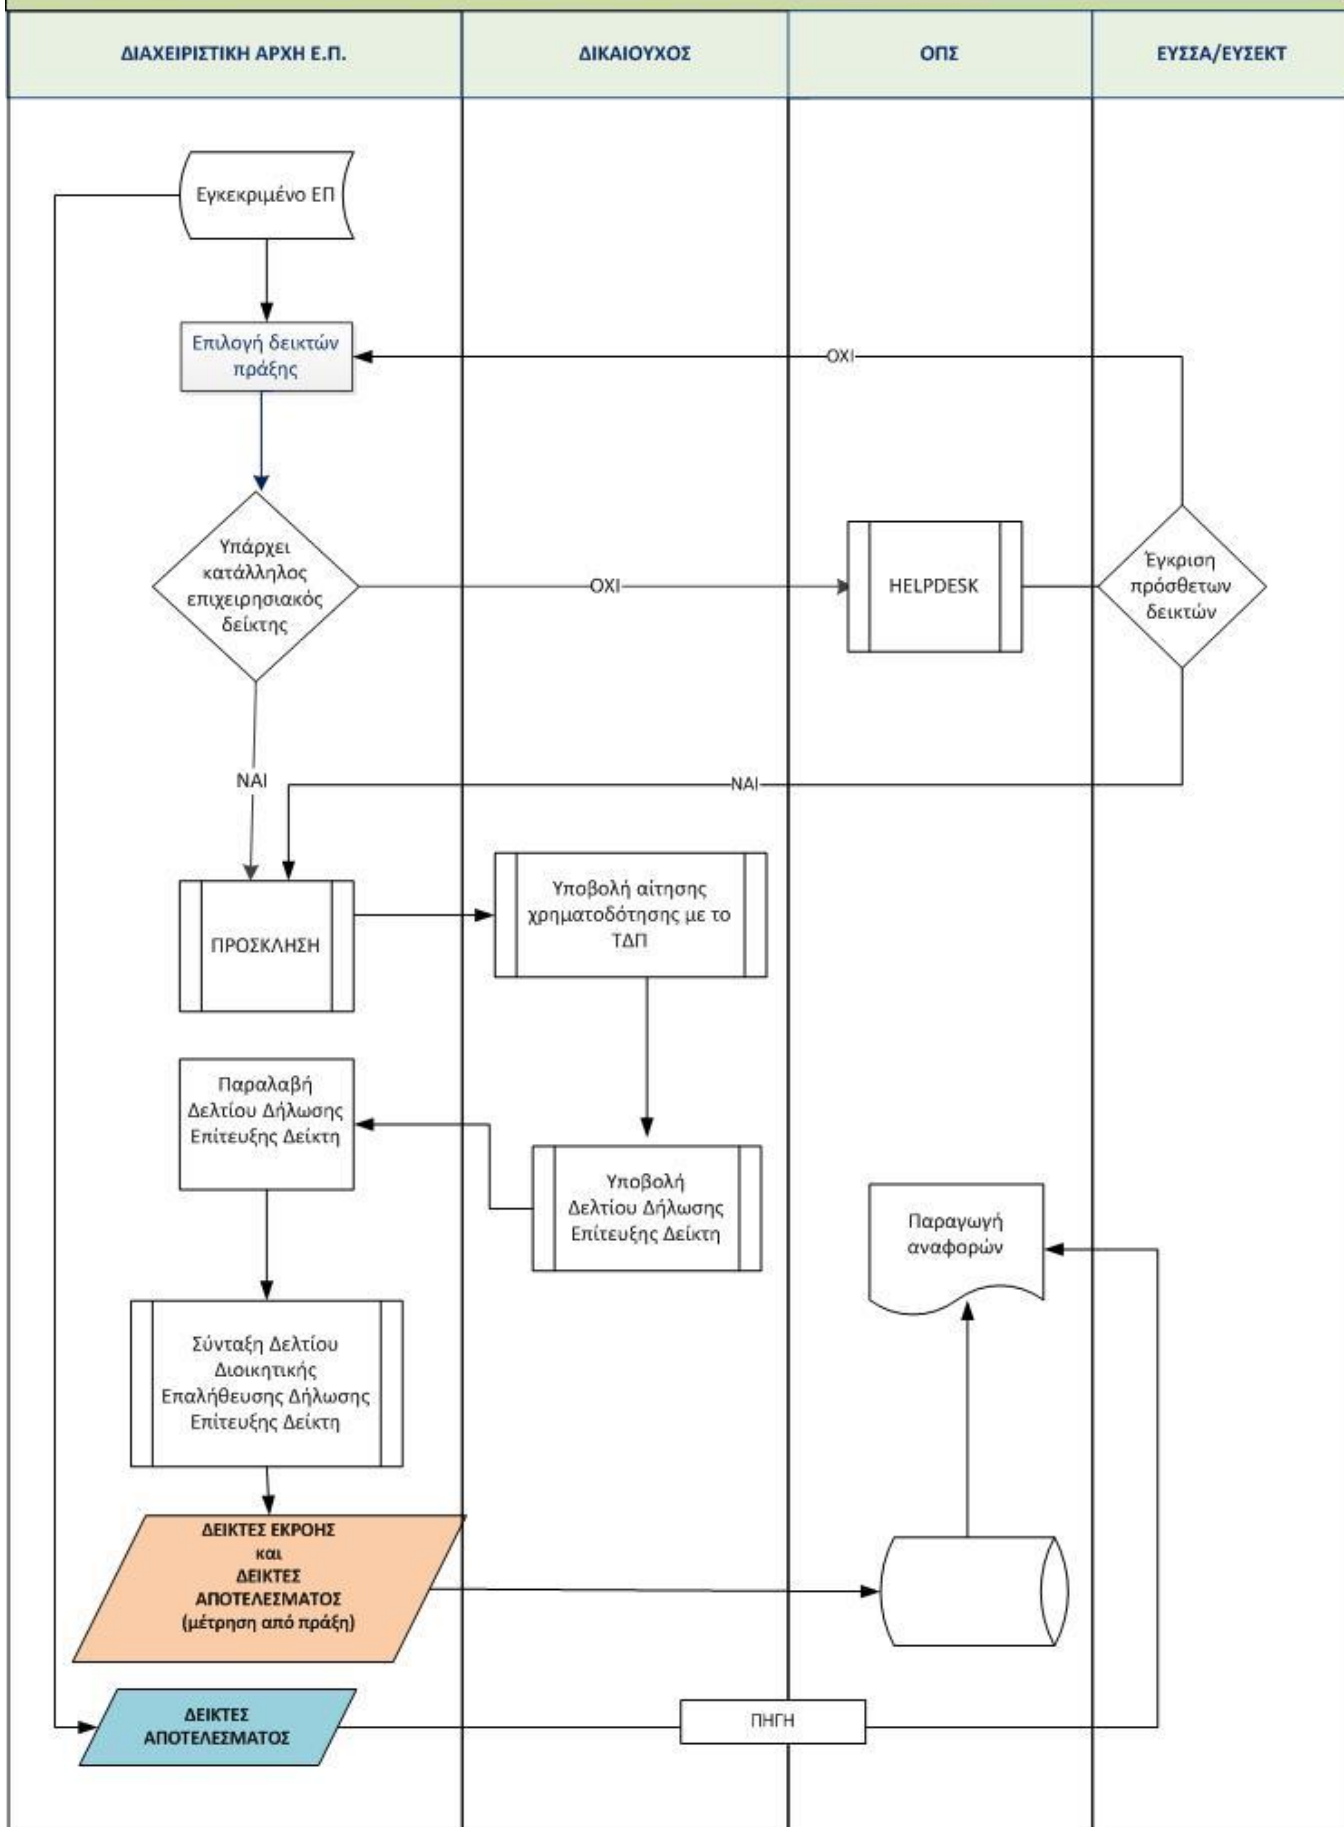 ΔΙΑΧΕΙΡΙΣΤΙΚΗ ΑΡΧΗ Ε.Π.
ΔΙΚΑΙΟΥΧΟΣ
ΟΠΣ
ΕΥΣΣΑ/ΕΥΣΕΚΤ
Εγκεκριμένο ΕΠ
Επιλογή δεικτών
πράξης
ΟΧΙ
Υπάρχει
κατάλληλος
επιχειρησιακός
δείκτης
ΟΧΙ
HELPDESK
Έγκριση
πρόσθετων
δεικτών
ΝΑΙ
ΝΑΙ
ΠΡΟΣΚΛΗΣΗ
Υποβολή αίτησης
χρηματοδότησης με το
ΤΔΠ
Παραλαβή
Δελτίου Δήλωσης
Επίτευξης Δείκτη
Υποβολή
Δελτίου Δήλωσης
Επίτευξης Δείκτη
Παραγωγή
αναφορών
Σύνταξη Δελτίου
Διοικητικής
Επαλήθευσης Δήλωσης
Επίτευξης Δείκτη
ΔΕΙΚΤΕΣ ΕΚΡΟΗΣ
και
ΔΕΙΚΤΕΣ
ΑΠΟΤΕΛΕΣΜΑΤΟΣ
(μέτρηση από πράξη)
ΔΕΙΚΤΕΣ
ΑΠΟΤΕΛΕΣΜΑΤΟΣ
ΠΗΓΗ